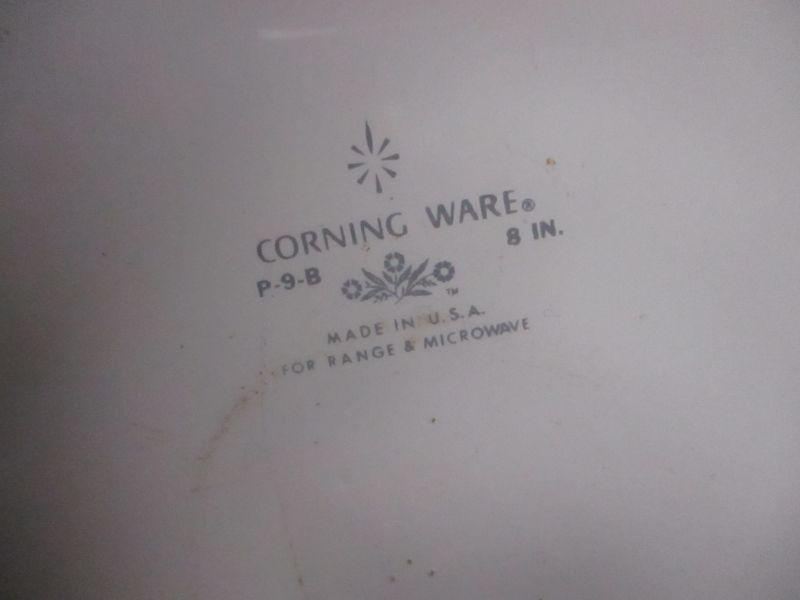 CORNING WARE®
P-9-B 8 IN.
™
MADE IN U.S.A.
FOR RANGE & MICROWAVE